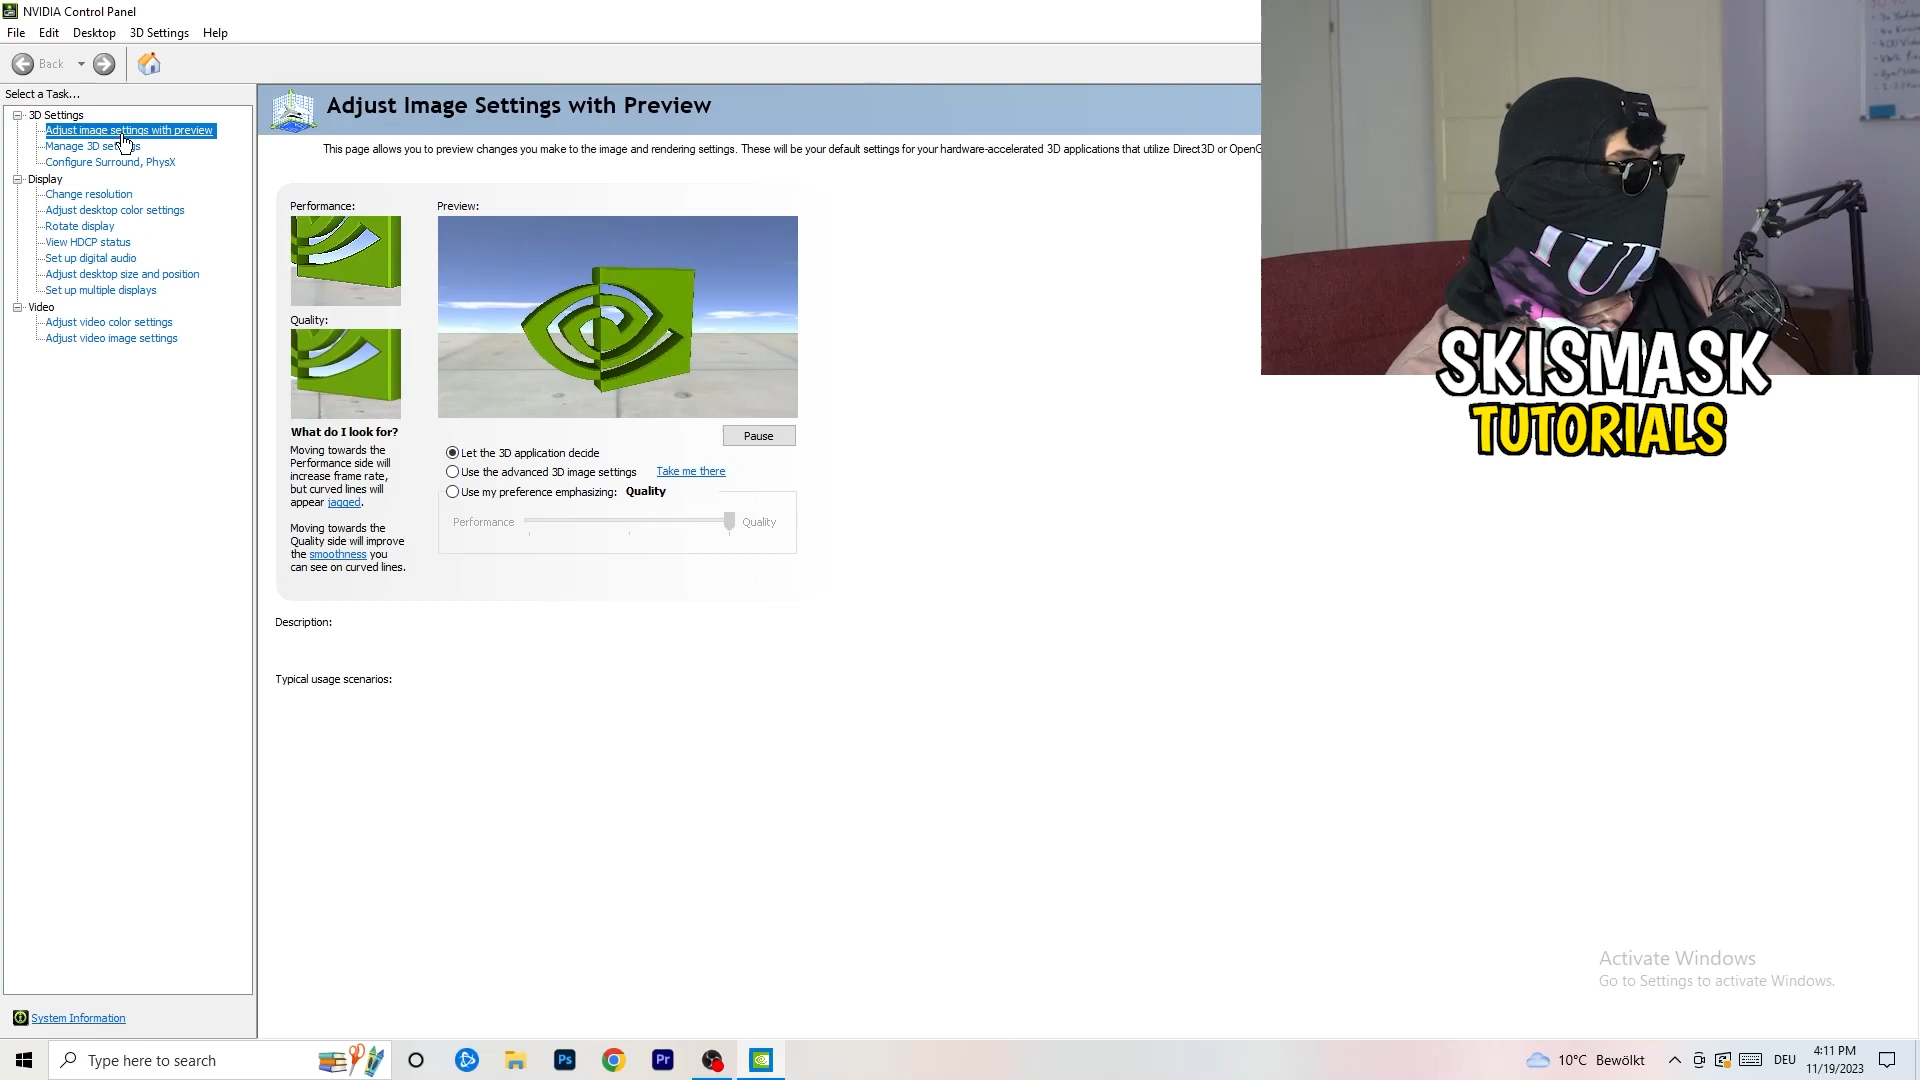 NVIDIA Control Panel
File Edit Desktop 3D Settings Help
Back
Select a Task...
3D Settings
Adjust image settings with preview
Manage 3D settings
Configure Surround, PhysX
Display
Change resolution
Adjust desktop color settings
Rotate display
View HDCP status
Set up digital audio
Adjust desktop size and position
Set up multiple displays
Video
Adjust video color settings
Adjust video image settings
System Information
Adjust Image Settings with Preview
This page allows you to preview changes you make to the image and rendering settings. These will be your default settings for your hardware-accelerated 3D applications that utilize Direct3D or OpenG
Performance:
Quality:
What do I look for?
Moving towards the
Performance side will
increase frame rate,
but curved lines will
appear jagged.
Moving towards the
Quality side will improve
the smoothness you
can see on curved lines.
Preview:
Pause
Let the 3D application decide
Use the advanced 3D image settings Take me there
Use my preference emphasizing: Quality
Performance Quality
Description:
Typical usage scenarios:
SKISMASK
TUTORIALS
Activate Windows
Go to Settings to activate Windows.
Type here to search
Ps
Pr
10°C Bewölkt
DEU
4:11 PM
11/19/2023